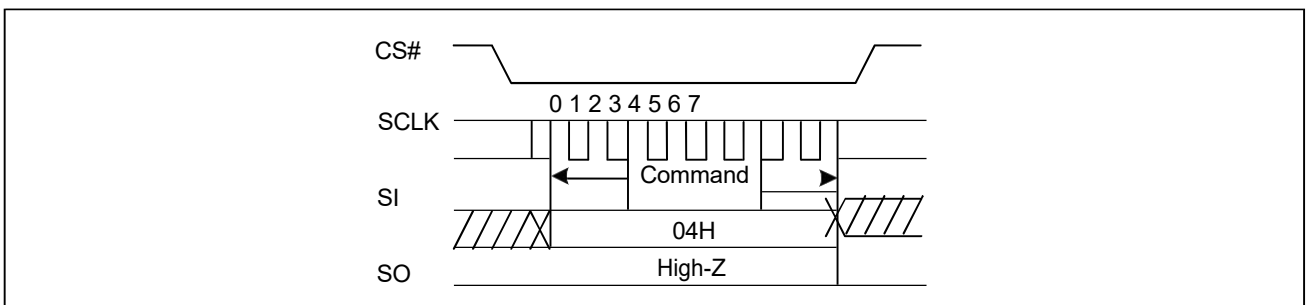 CS#
0 1 2 3 4 5 6 7
SCLK
Command
SI
04H
High-Z
SO